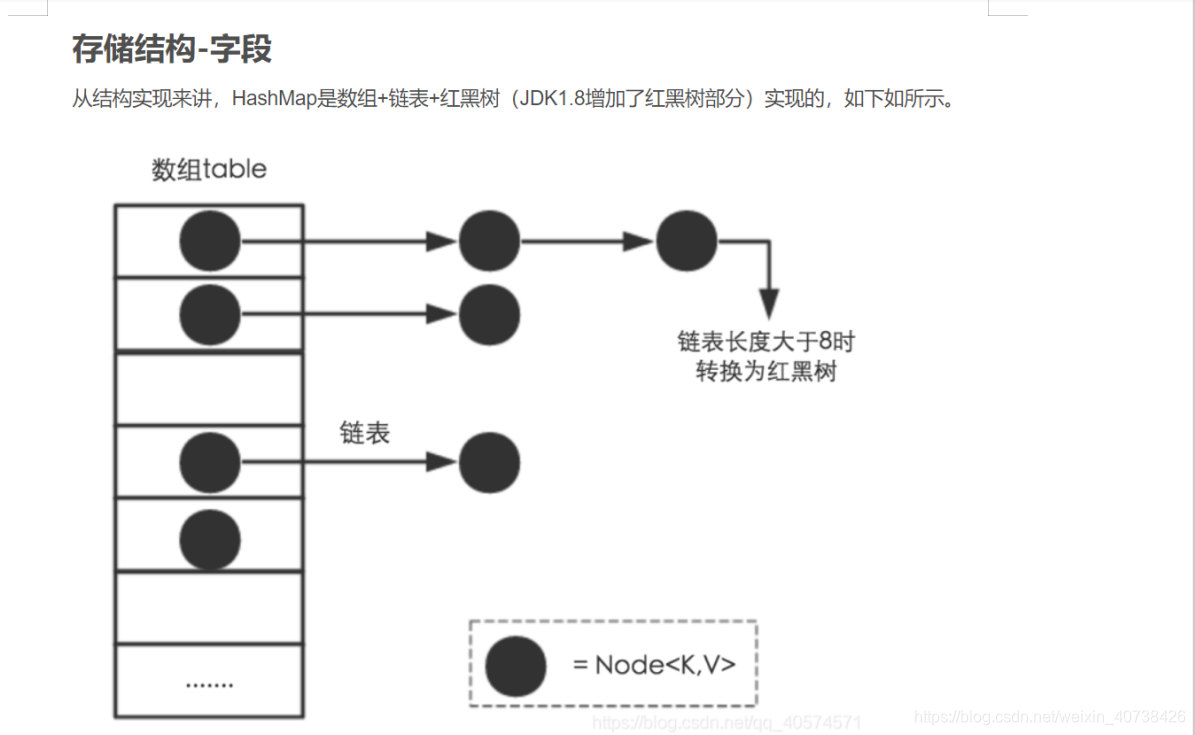 存储结构-字段
从结构实现来讲，HashMap是数组+链表+红黑树（JDK1.8增加了红黑树部分）实现的，如下如所示。
数组table
链表长度大于8时
转换为红黑树
链表
= Node<K,V>
.......
https://blog.csdn.net/qq_40574571
https://blog.csdn.net/weixin_40738426